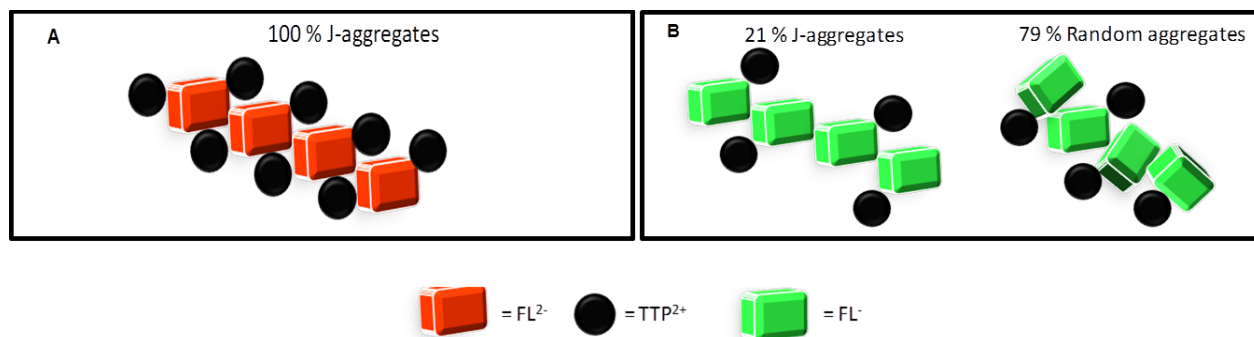 A
100 % J-aggregates
B
21 % J-aggregates
79 % Random aggregates
= FL²⁻
= TTP²⁺
= FL⁻